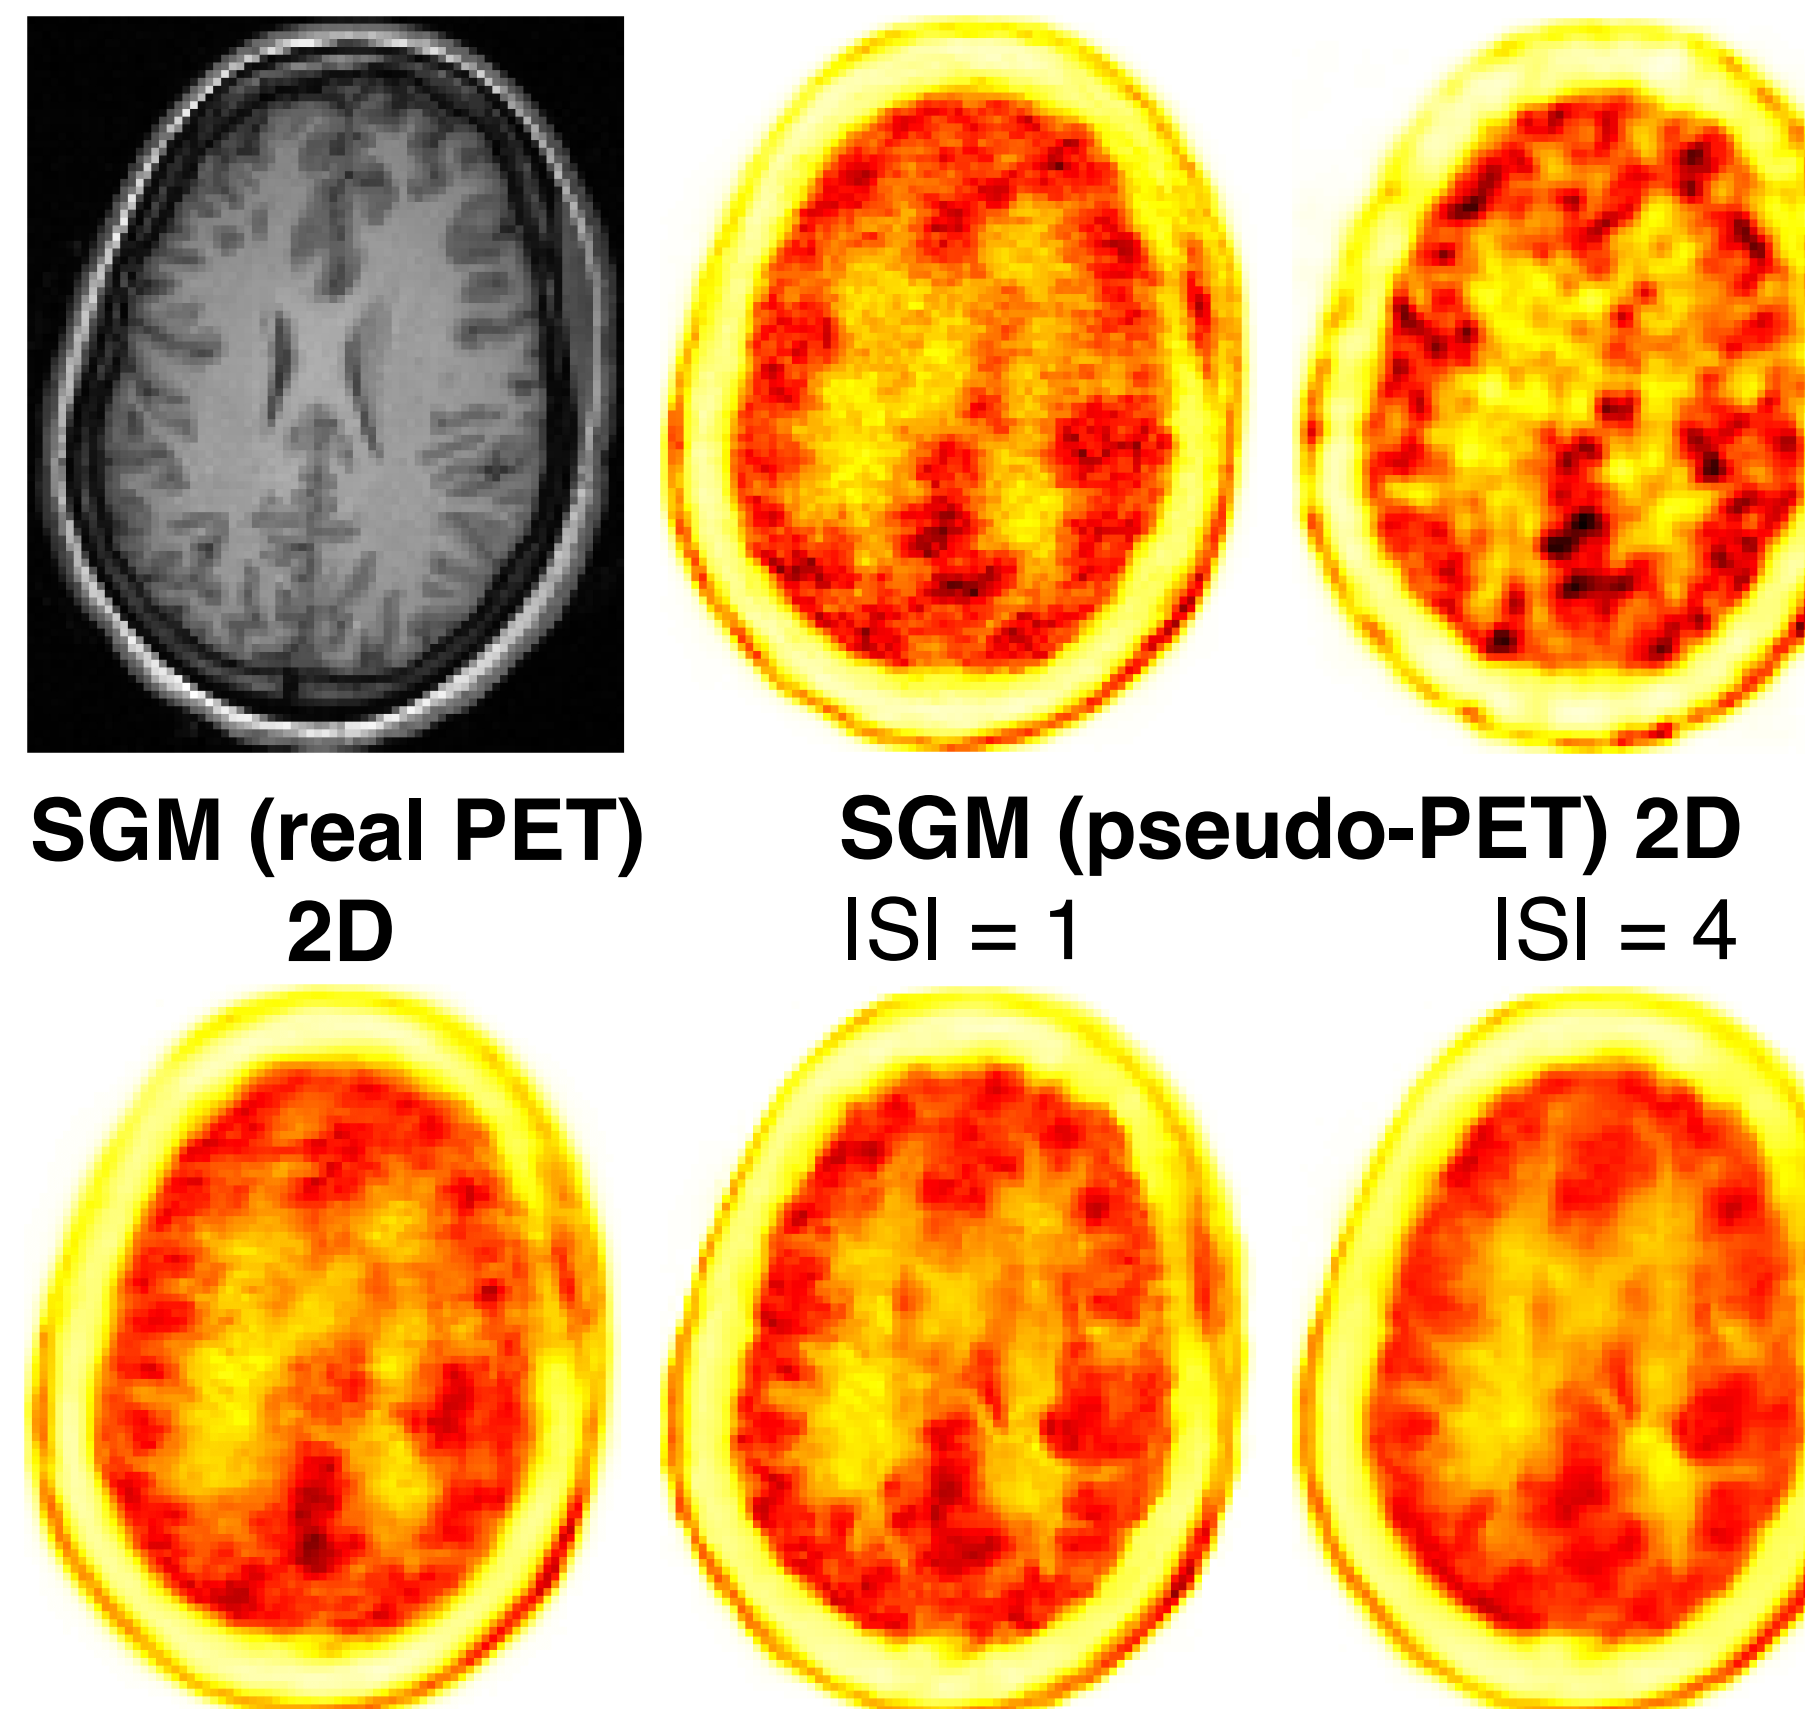 SGM (real PET)
2D
SGM (pseudo-PET) 2D
|S| = 1
|S| = 4